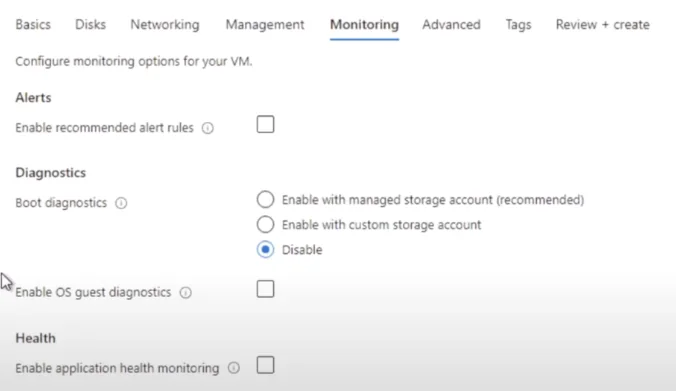 Basics Disks Networking Management Monitoring Advanced Tags Review + create
Configure monitoring options for your VM.
Alerts
Enable recommended alert rules
Diagnostics
Boot diagnostics
Enable with managed storage account (recommended)
Enable with custom storage account
Disable
Enable OS guest diagnostics
Health
Enable application health monitoring